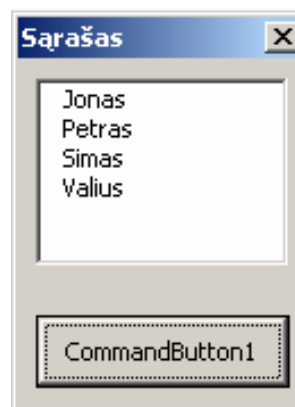 Sąrašas
Jonas
Petras
Simas
Valius
CommandButton1